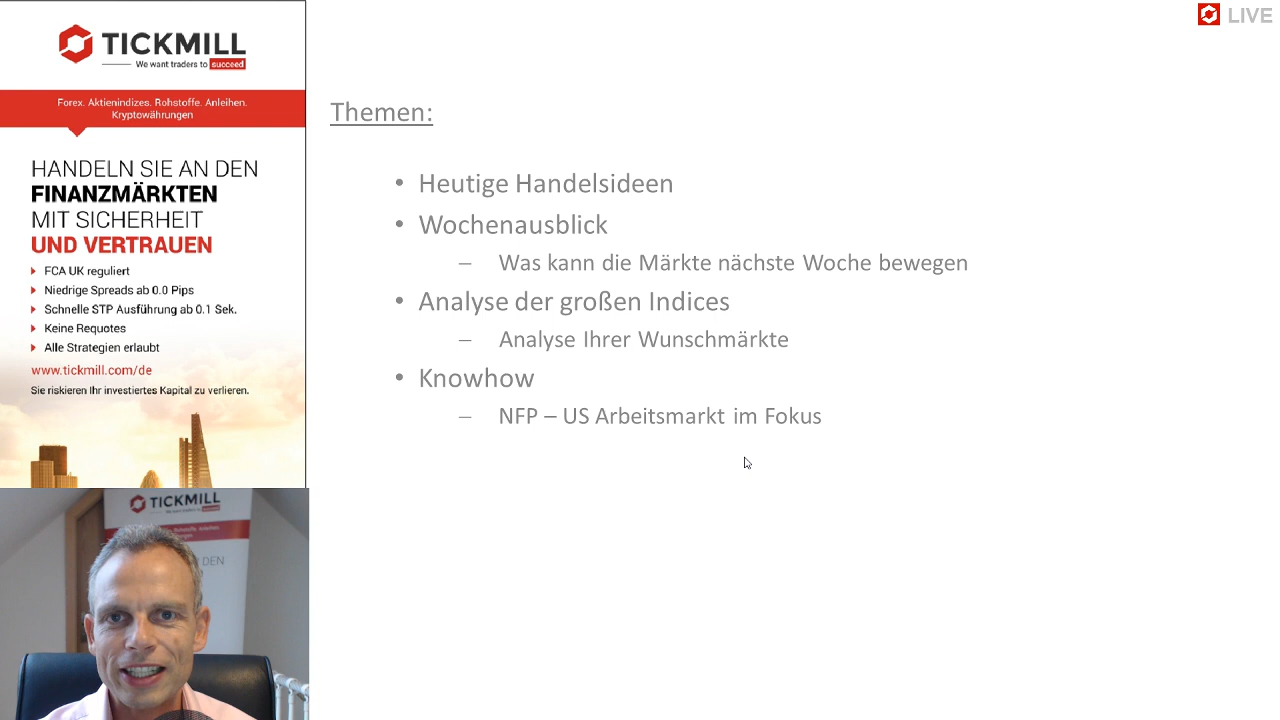 TICKMILL
We want traders to succeed
Forex. Aktienindizes. Rohstoffe. Anleihen.
Kryptowährungen
HANDELN SIE AN DEN
FINANZMÄRKTEN
MIT SICHERHEIT
UND VERTRAUEN
FCA UK reguliert
Niedrige Spreads ab 0.0 Pips
Schnelle STP Ausführung ab 0.1 Sek.
Keine Requotes
Alle Strategien erlaubt
www.tickmill.com/de
Sie riskieren Ihr investiertes Kapital zu verlieren.
LIVE
Themen:
• Heutige Handelsideen
• Wochenausblick
– Was kann die Märkte nächste Woche bewegen
• Analyse der großen Indices
– Analyse Ihrer Wunschmärkte
• Knowhow
– NFP – US Arbeitsmarkt im Fokus
TICKMILL